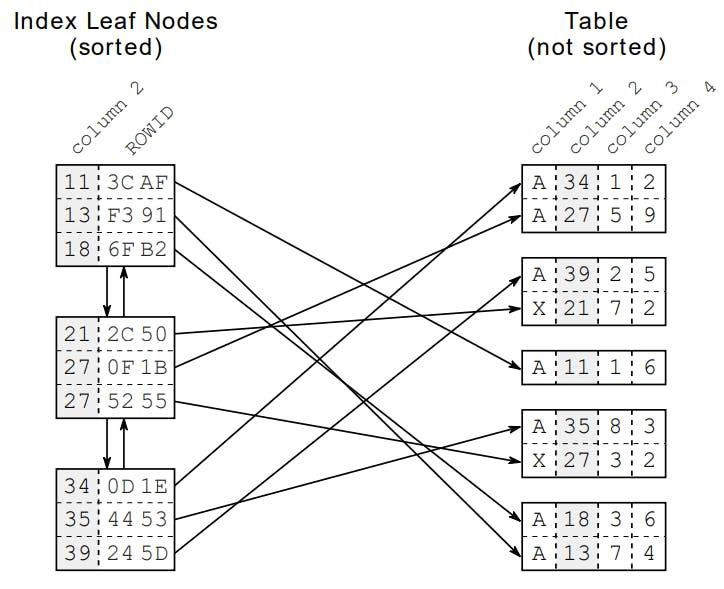 Index Leaf Nodes
(sorted)
column 2
ROWID
11 3C AF
13 F3 91
18 6F B2
21 2C 50
27 0F 1B
27 52 55
34 0D 1E
35 44 53
39 24 5D
Table
(not sorted)
column 1
column 2
column 3
column 4
A 34 1 2
A 27 5 9
A 39 2 5
X 21 7 2
A 11 1 6
A 35 8 3
X 27 3 2
A 18 3 6
A 13 7 4